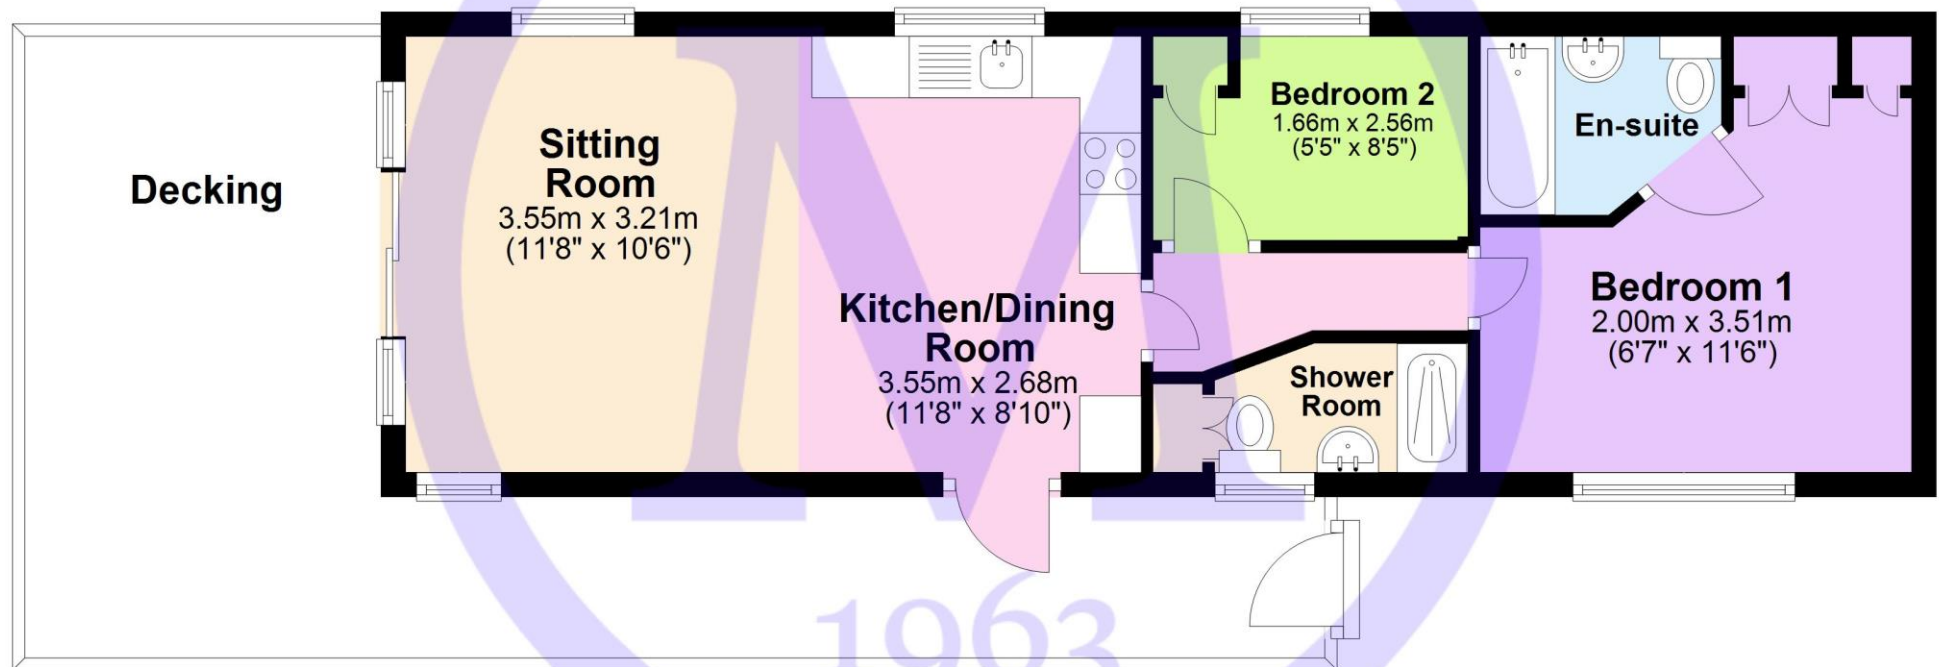 Decking
Sitting
Room
3.55m x 3.21m
(11'8" x 10'6")
Kitchen/Dining
Room
3.55m x 2.68m
(11'8" x 8'10")
Bedroom 2
1.66m x 2.56m
(5'5" x 8'5")
En-suite
Bedroom 1
2.00m x 3.51m
(6'7" x 11'6")
Shower
Room
M
1963